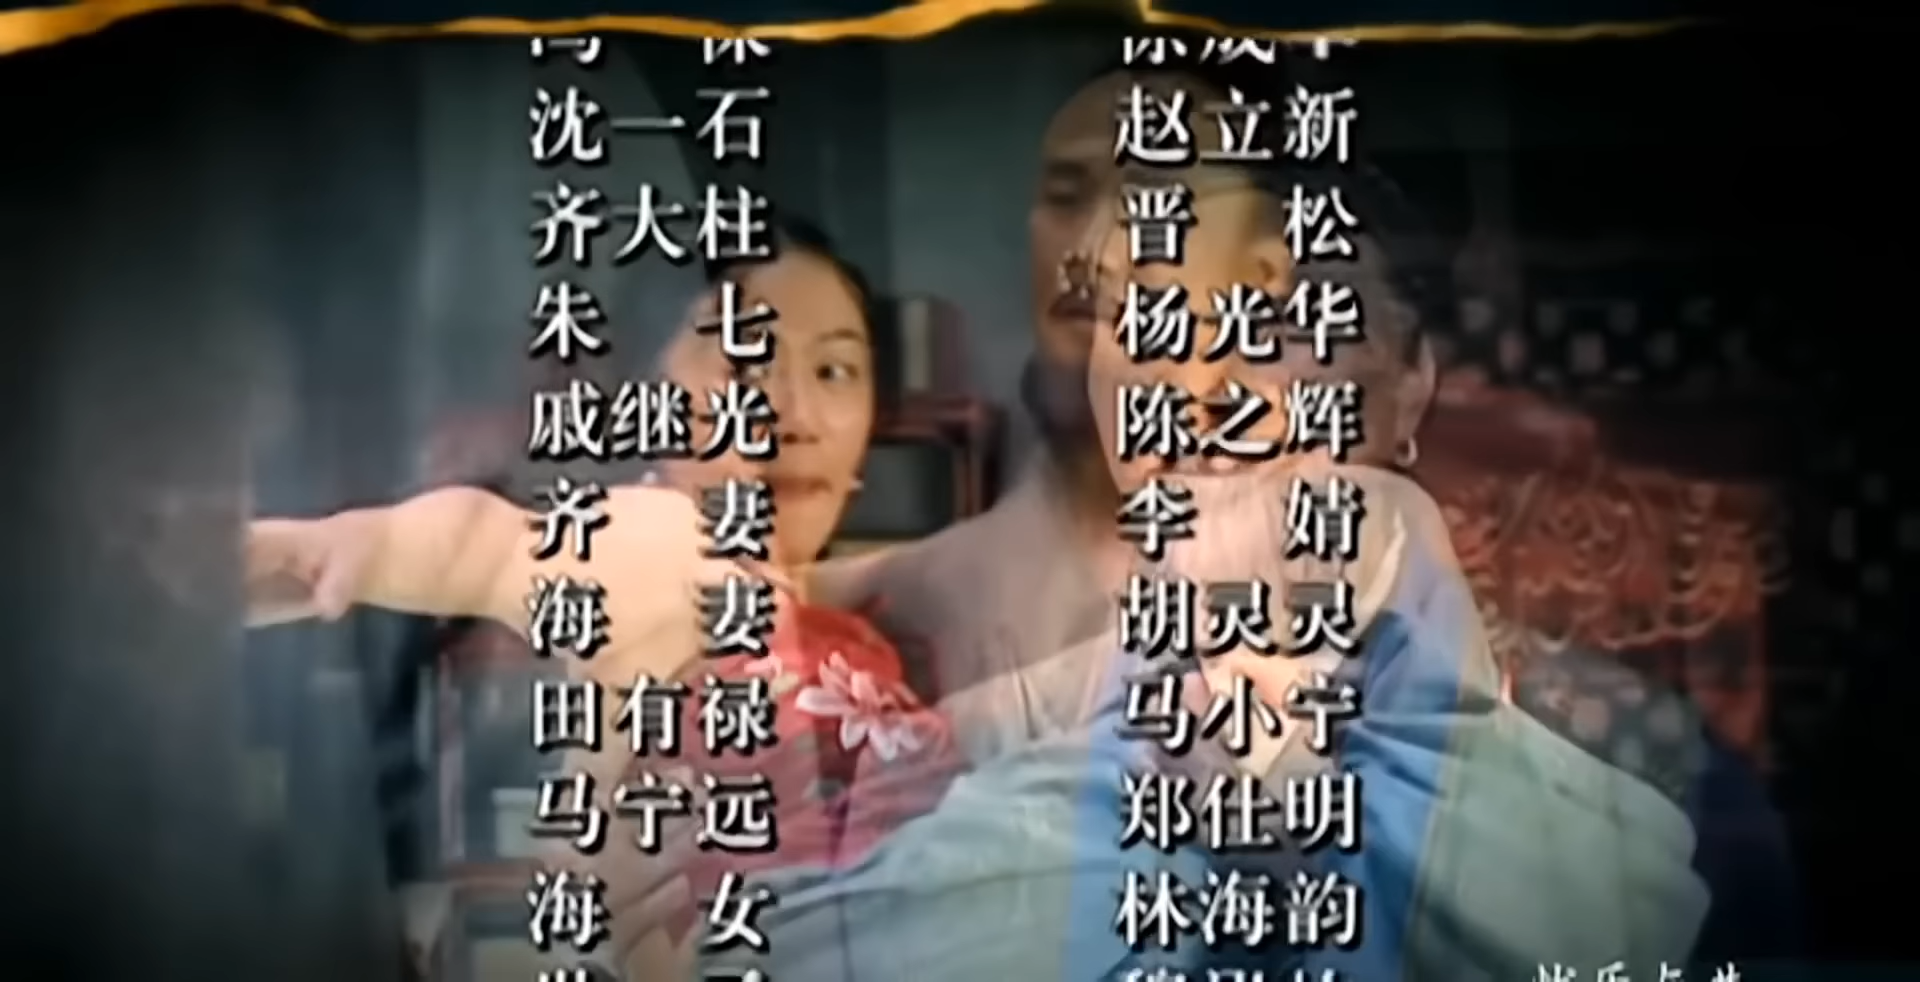 沈一石 赵立新
齐大柱 晋松
朱七 杨光华
戚继光 陈之辉
齐妻 李婧
海妻 胡灵灵
田有禄 马小宁
马宁远 郑仕明
海女 林海韵